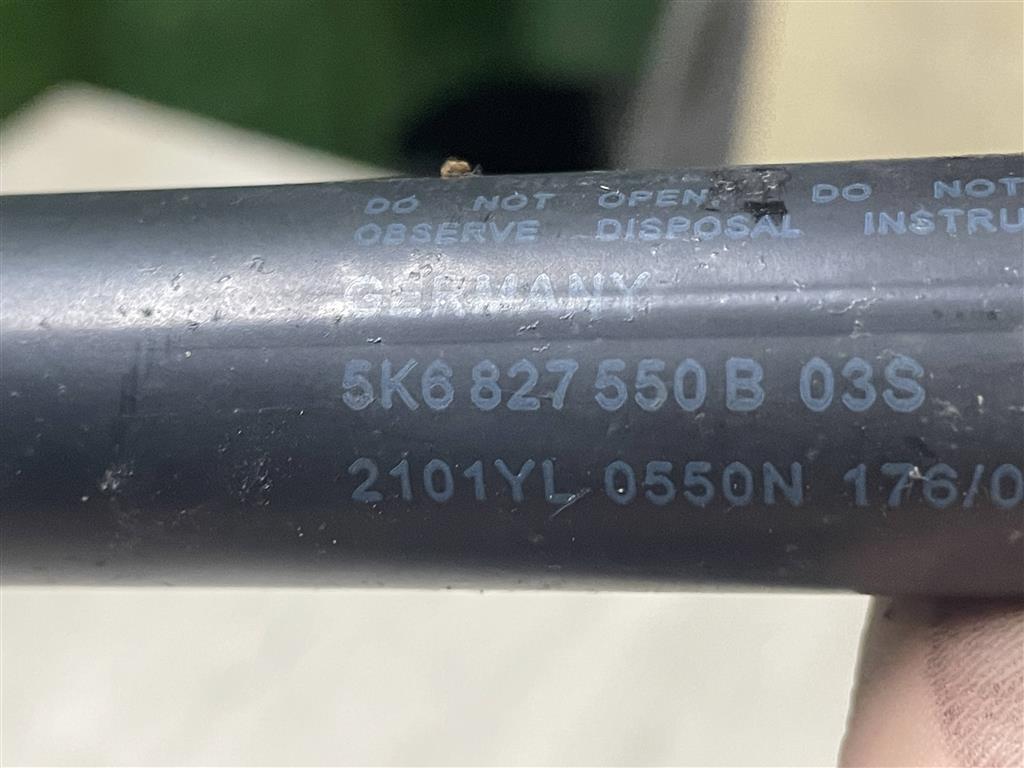 DO NOT OPEN DO NOT
OBSERVE DISPOSAL INSTRU
GERMANY
5K6 827 550 B 03S
2101YL 0550N 176/0